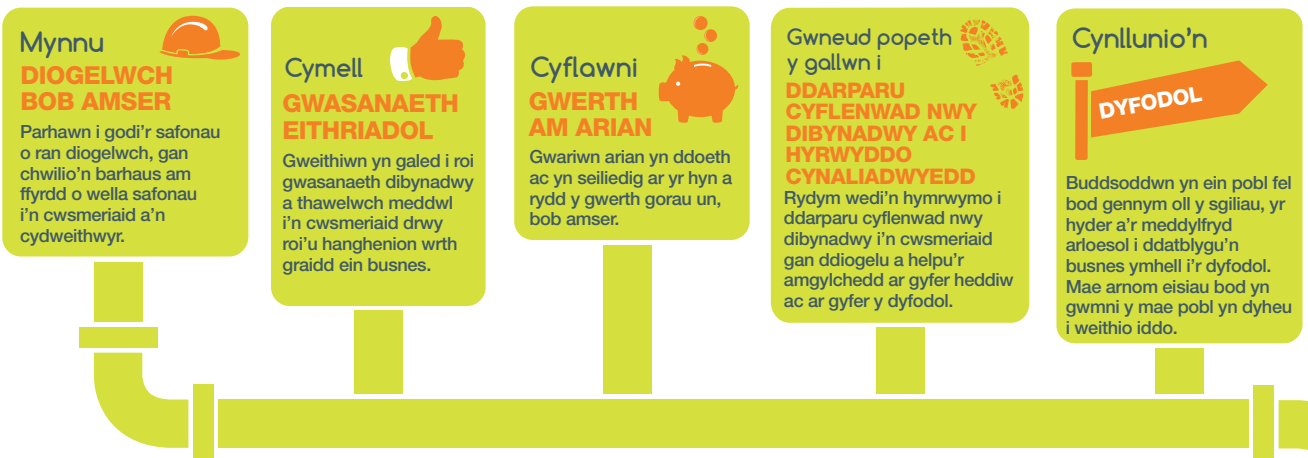 Mynnu
DIOGELWCH
BOB AMSER
Parhawn i godi'r safonau
o ran diogelwch, gan
chwilio'n barhaus am
ffyrdd o wella safonau
i'n cwsmeriaid a'n
cydweithwyr.
Cymell
GWASANAETH
EITHRIADOL
Gweithiwn yn galed i roi
gwasanaeth dibynadwy
a thawelwch meddwl
i'n cwsmeriaid drwy
roi'u hanghenion wrth
graidd ein busnes.
Cyflawni
GWERTH
AM ARIAN
Gwariwn arian yn ddoeth
ac yn seiliedig ar yr hyn a
rydd y gwerth gorau un,
bob amser.
Gwneud popeth
y gallwn i
DDARPARU
CYFLENWAD NWY
DIBYNADWY AC I
HYRWYDDO
CYNALIADWYEDD
Rydym wedi'n hymrwymo i
ddarparu cyflenwad nwy
dibynadwy i'n cwsmeriaid
gan ddiogelu a helpu'r
amgylchedd ar gyfer heddiw
ac ar gyfer y dyfodol.
Cynllunio'n
DYFODOL
Buddsoddwn yn ein pobl fel
bod gennym oll y sgiliau, yr
hyder a'r meddylfryd
arloesol i ddatblygu'n
busnes ymhell i'r dyfodol.
Mae arnom eisiau bod yn
gwmni y mae pobl yn dyheu
i weithio iddo.